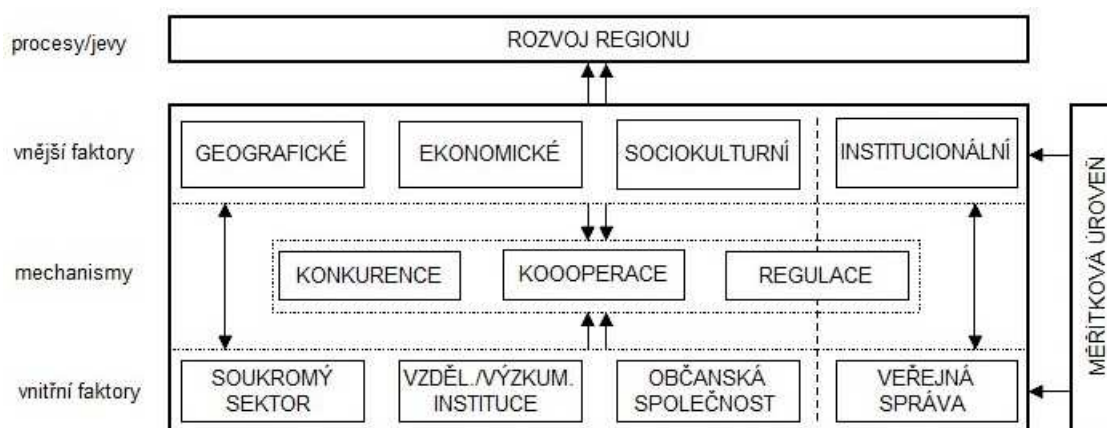 procesy/jevy
ROZVOJ REGIONU
vnější faktory
GEOGRAFICKÉ
EKONOMICKÉ
SOCIOKULTURNÍ
INSTITUCIONÁLNÍ
MĚŘÍTKOVÁ ÚROVEŇ
mechanismy
KONKURENCE
KOOOPERACE
REGULACE
vnitřní faktory
SOUKROMÝ
SEKTOR
VZDĚL./VÝZKUM.
INSTITUCE
OBČANSKÁ
SPOLEČNOST
VEŘEJNÁ
SPRÁVA